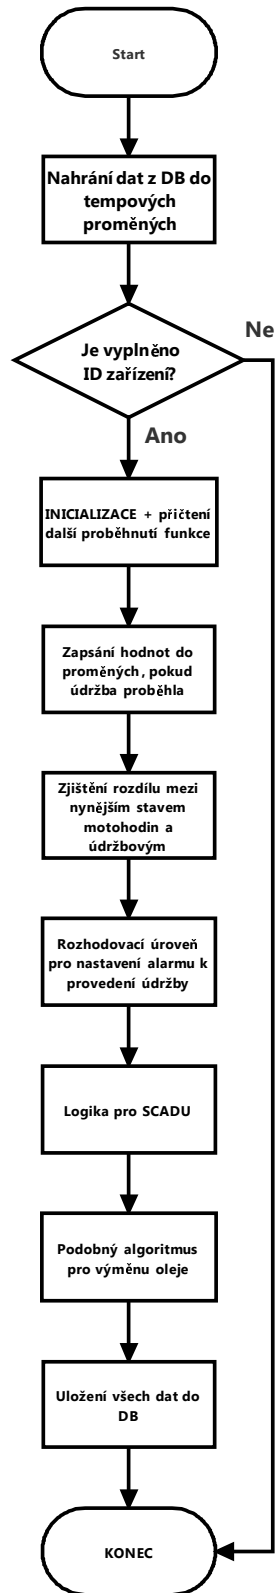 Start
Nahrání dat z DB do
tempových
proměných
Je vyplněno
ID zařízení?
Ne
Ano
INICIALIZACE + přičtení
další proběhnutí funkce
Zapsání hodnot do
proměných, pokud
údržba proběhla
Zjištění rozdílu mezi
nynějším stavem
motohodin a
údržbovým
Rozhodovací úroveň
pro nastavení alarmu k
provedení údržby
Logika pro SCADU
Podobný algoritmus
pro výměnu oleje
Uložení všech dat do
DB
KONEC